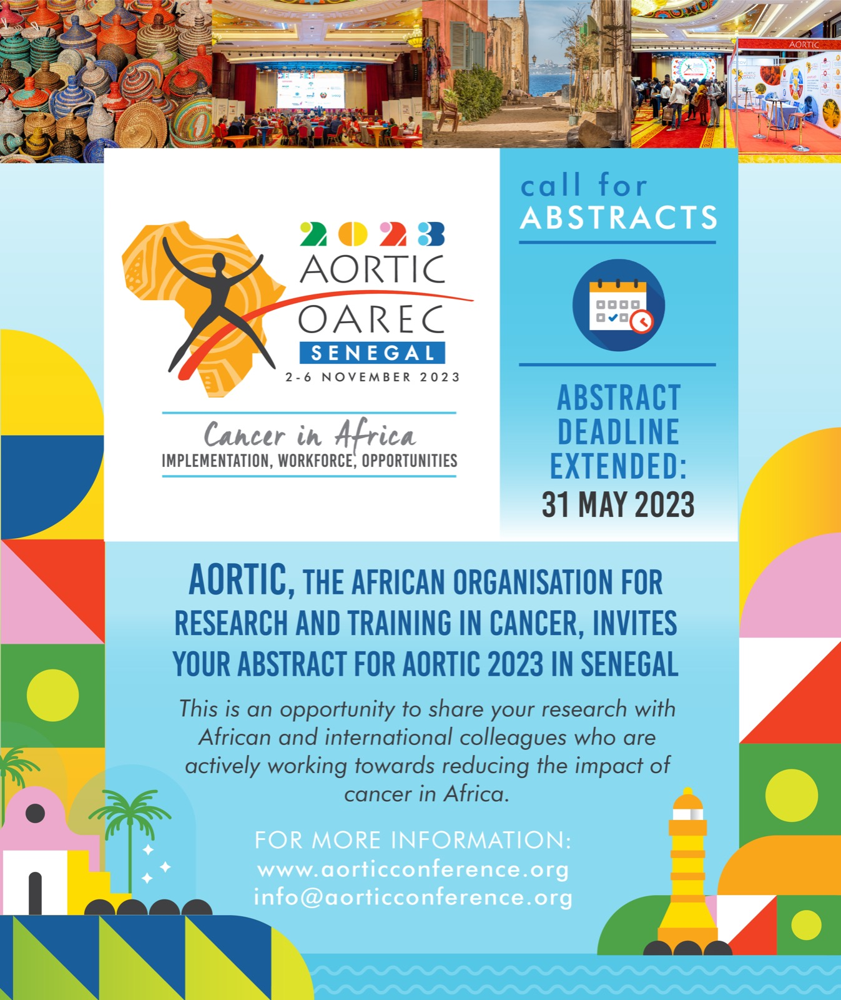 AORTIC
call for
ABSTRACTS
2023
AORTIC
OAREC
SENEGAL
2-6 NOVEMBER 2023
Cancer in Africa
IMPLEMENTATION, WORKFORCE, OPPORTUNITIES
ABSTRACT
DEADLINE
EXTENDED:
31 MAY 2023
AORTIC, THE AFRICAN ORGANISATION FOR
RESEARCH AND TRAINING IN CANCER, INVITES
YOUR ABSTRACT FOR AORTIC 2023 IN SENEGAL
This is an opportunity to share your research with
African and international colleagues who are
actively working towards reducing the impact of
cancer in Africa.
FOR MORE INFORMATION:
www.aorticconference.org
info@aorticconference.org